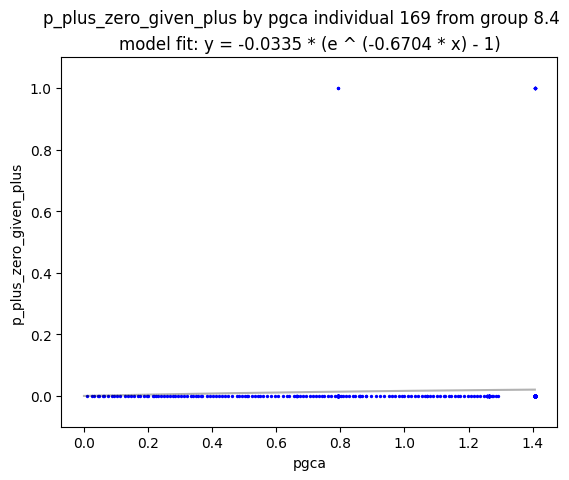 p_plus_zero_given_plus by pgca individual 169 from group 8.4
model fit: y = -0.0335 * (e ^ (-0.6704 * x) - 1)
1.0
0.8
0.6
0.4
0.2
0.0
p_plus_zero_given_plus
0.0 0.2 0.4 0.6 0.8 1.0 1.2 1.4
pgca